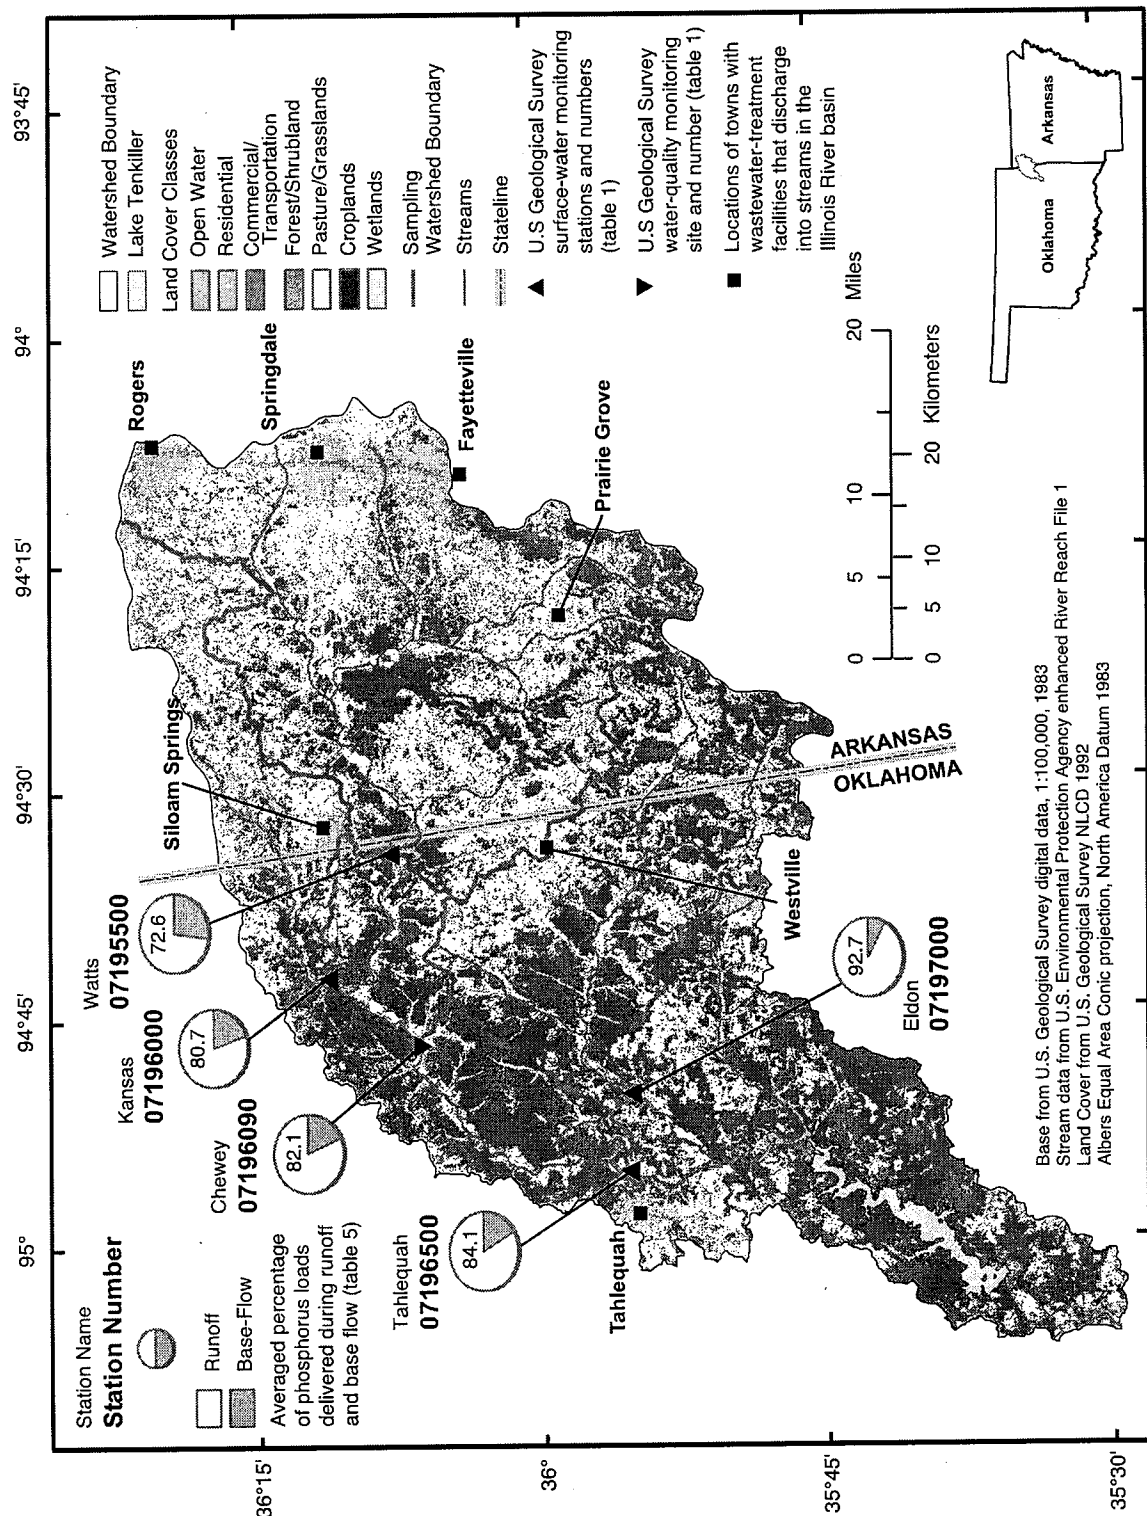 95°
94°45'
94°30'
94°15'
94°
93°45'
36°15'
36°
35°45'
35°30'
Station Name
Station Number
Runoff
Base-Flow
Averaged percentage
of phosphorus loads
delivered during runoff
and base flow (table 5)
Tahlequah
07196500
84.1
Chewey
07196090
82.1
Kansas
07196000
80.7
Watts
07195500
72.6
Eldon
07197000
92.7
Siloam Springs
Rogers
Springdale
Fayetteville
Prairie Grove
Westville
Tahlequah
ARKANSAS
OKLAHOMA
Watershed Boundary
Lake Tenkiller
Land Cover Classes
Open Water
Residential
Commercial/
Transportation
Forest/Shrubland
Pasture/Grasslands
Croplands
Wetlands
Sampling
Watershed Boundary
Streams
Stateline
U.S Geological Survey
surface-water monitoring
stations and numbers
(table 1)
U.S Geological Survey
water-quality monitoring
site and number (table 1)
Locations of towns with
wastewater-treatment
facilities that discharge
into streams in the
Illinois River basin
0 5 10 20 Miles
0 5 10 20 Kilometers
Oklahoma
Arkansas
Base from U.S. Geological Survey digital data, 1:100,000, 1983
Stream data from U.S. Environmental Protection Agency enhanced River Reach File 1
Land Cover from U.S. Geological Survey NLCD 1992
Albers Equal Area Conic projection, North America Datum 1983